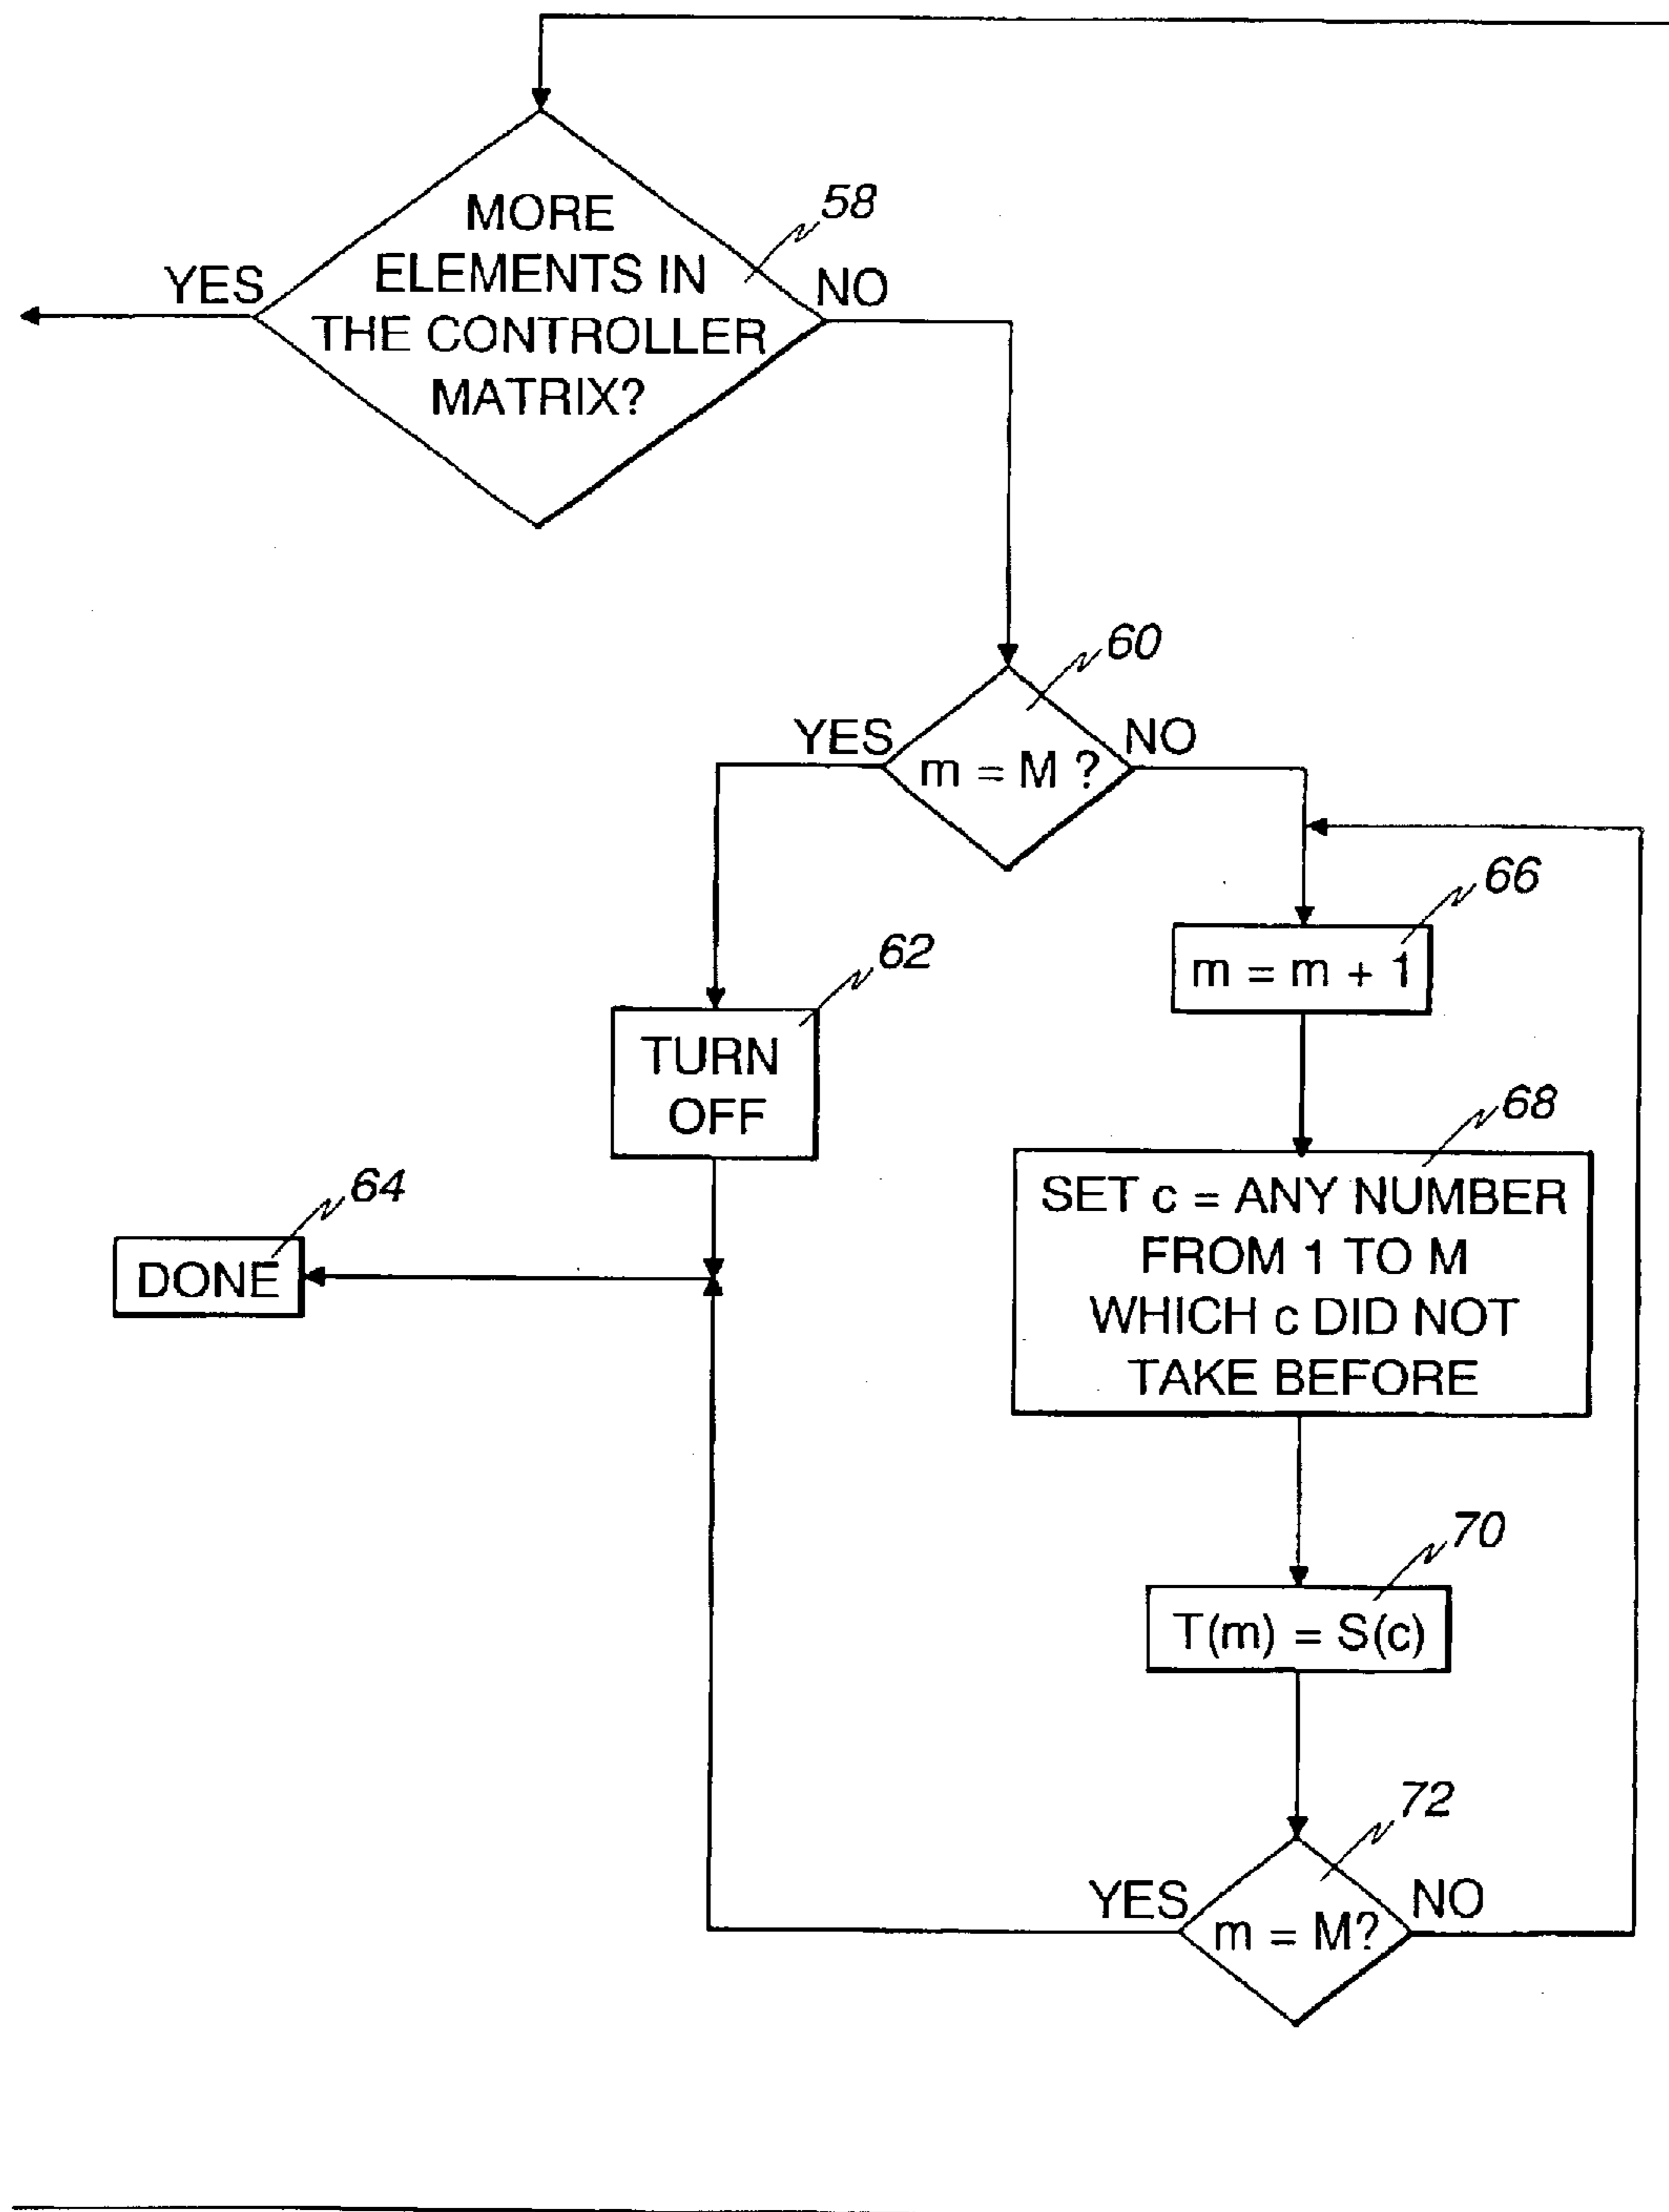 58
MORE
ELEMENTS IN
THE CONTROLLER
MATRIX?
YES
NO
60
m = M ?
YES
NO
66
m = m + 1
62
TURN
OFF
64
DONE
68
SET c = ANY NUMBER
FROM 1 TO M
WHICH c DID NOT
TAKE BEFORE
70
T(m) = S(c)
72
YES
NO
m = M?